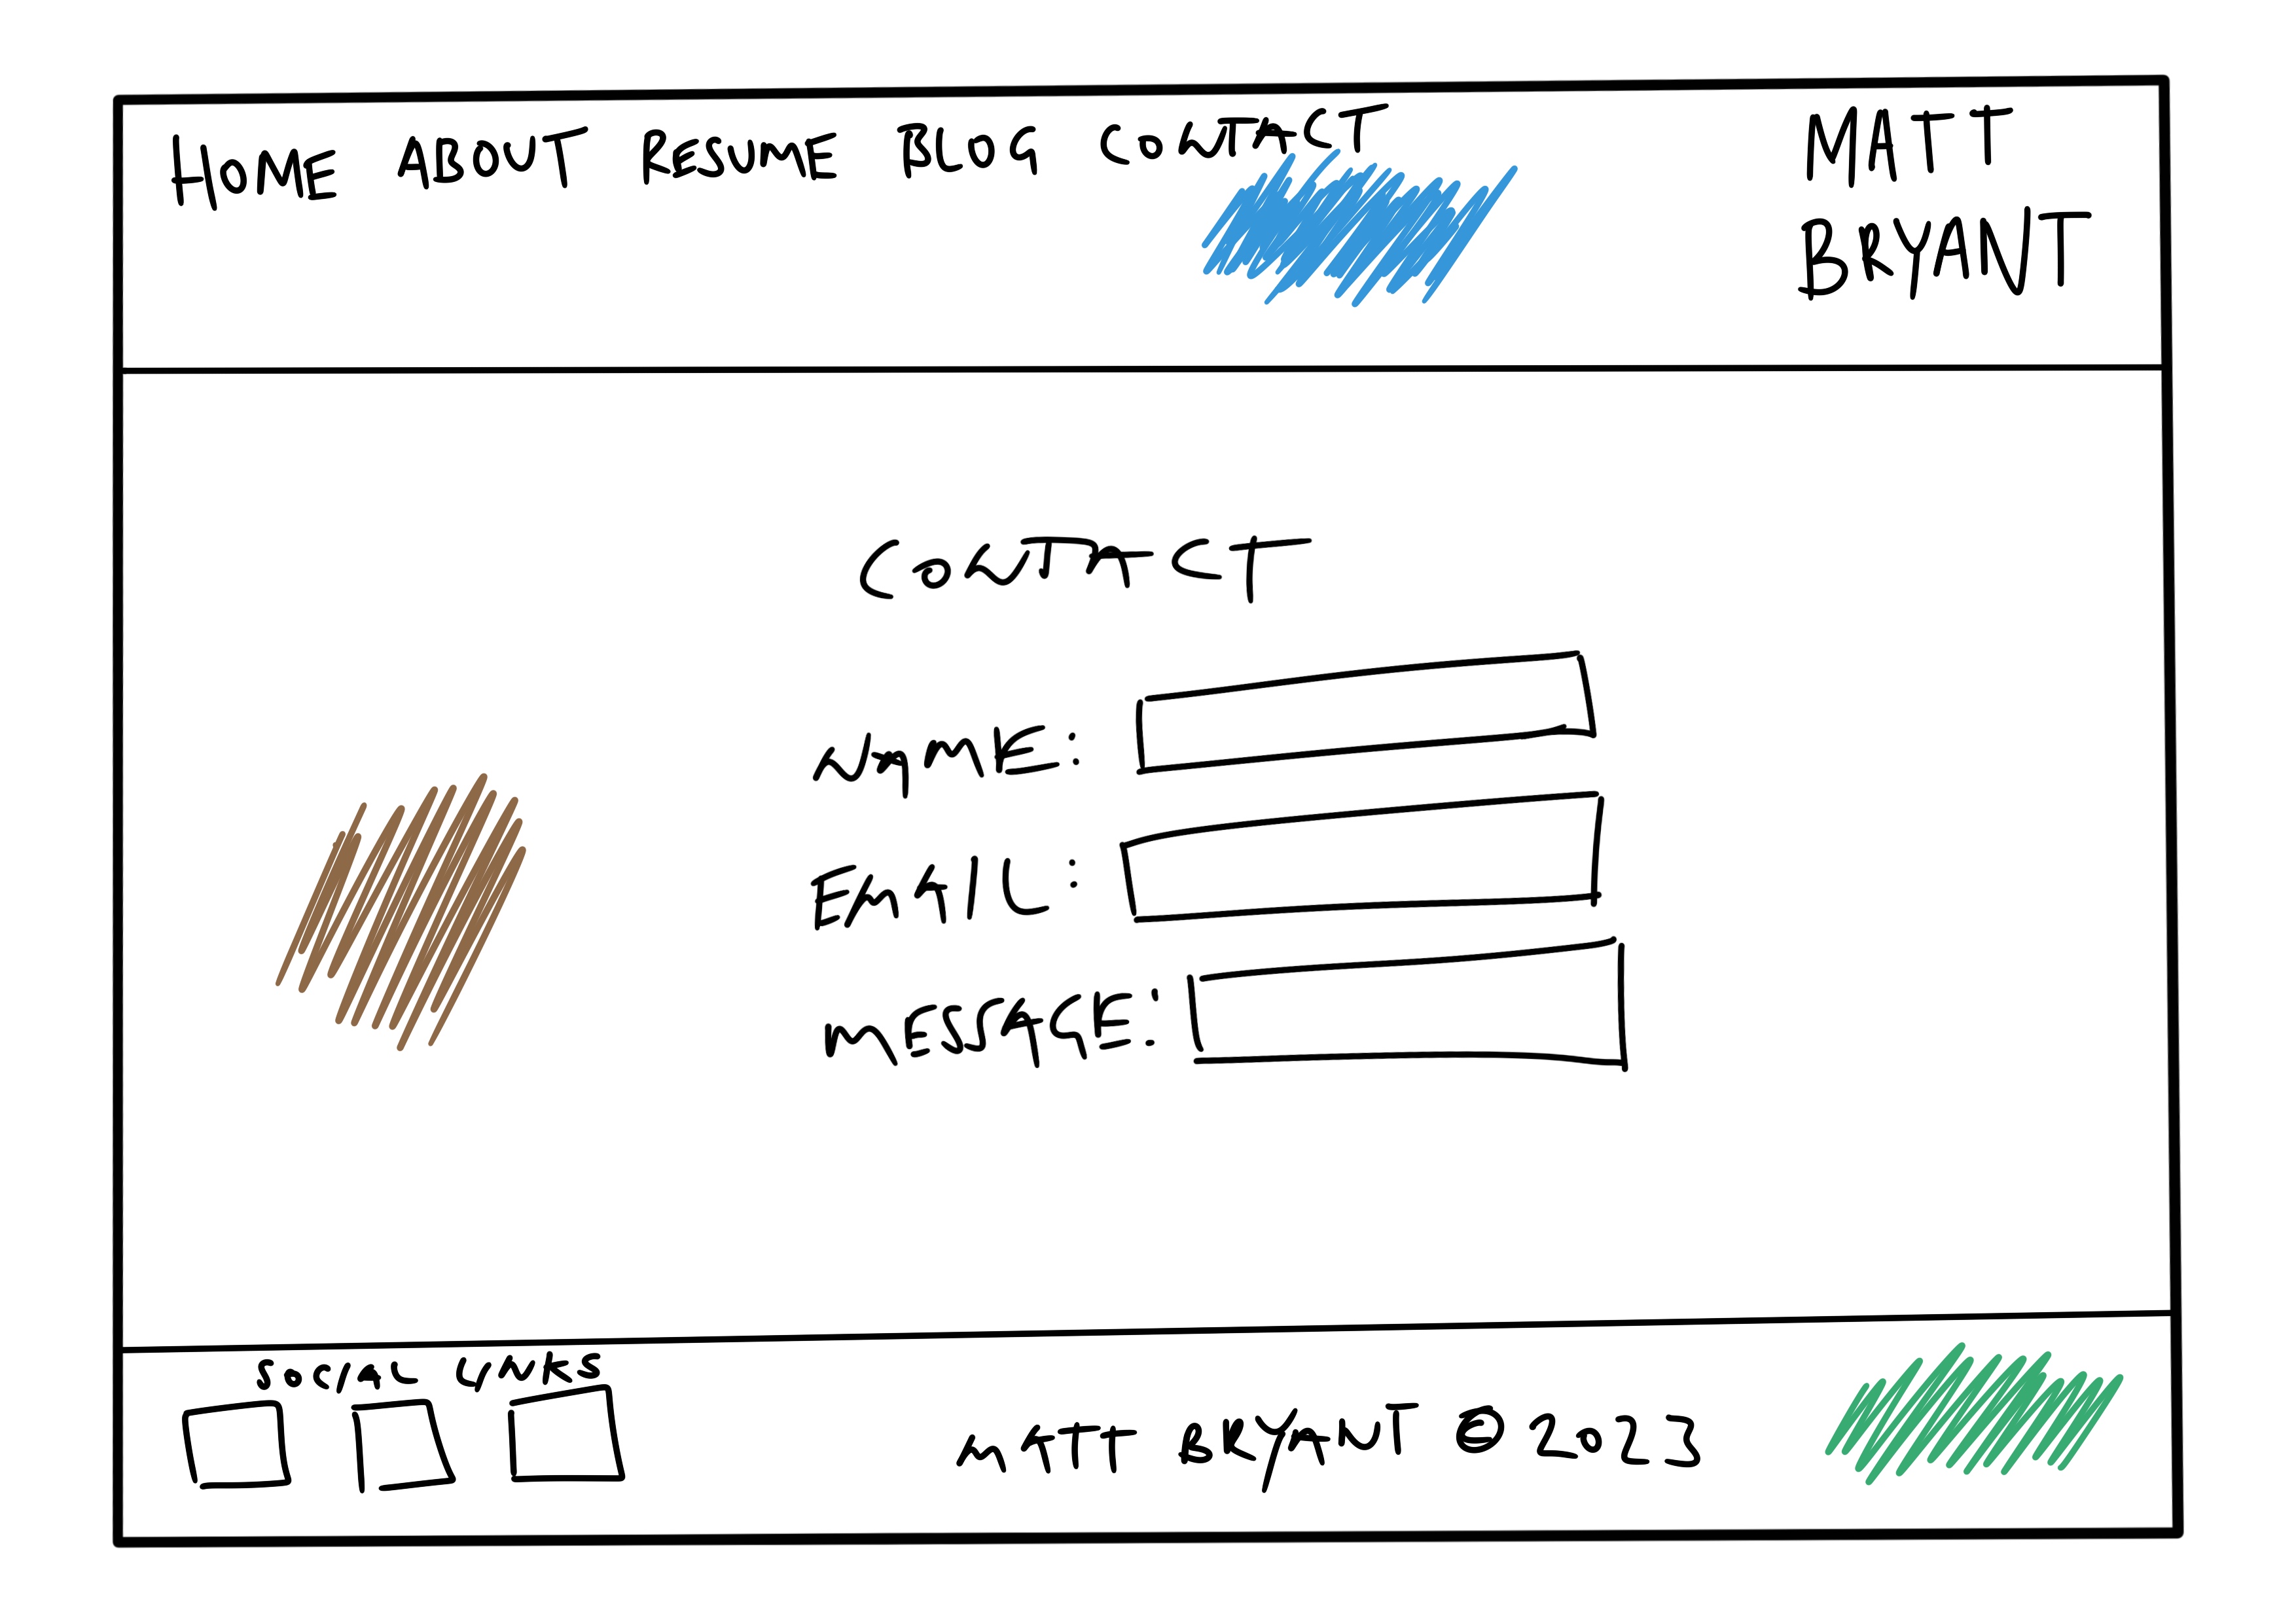 HOME ABOUT RESUME BLOG CONTACT
MATT
BRYANT
CONTACT
NAME:
EMAIL:
MESSAGE:
SOCIAL LINKS
MATT BRYANT © 2023